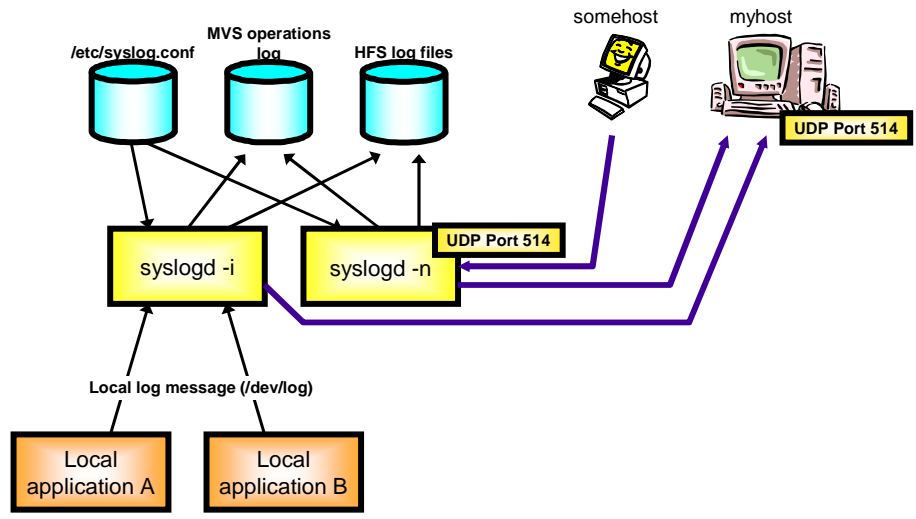 somehost
myhost
/etc/syslog.conf
MVS operations
log
HFS log files
UDP Port 514
UDP Port 514
syslogd -i
syslogd -n
Local log message (/dev/log)
Local
application A
Local
application B